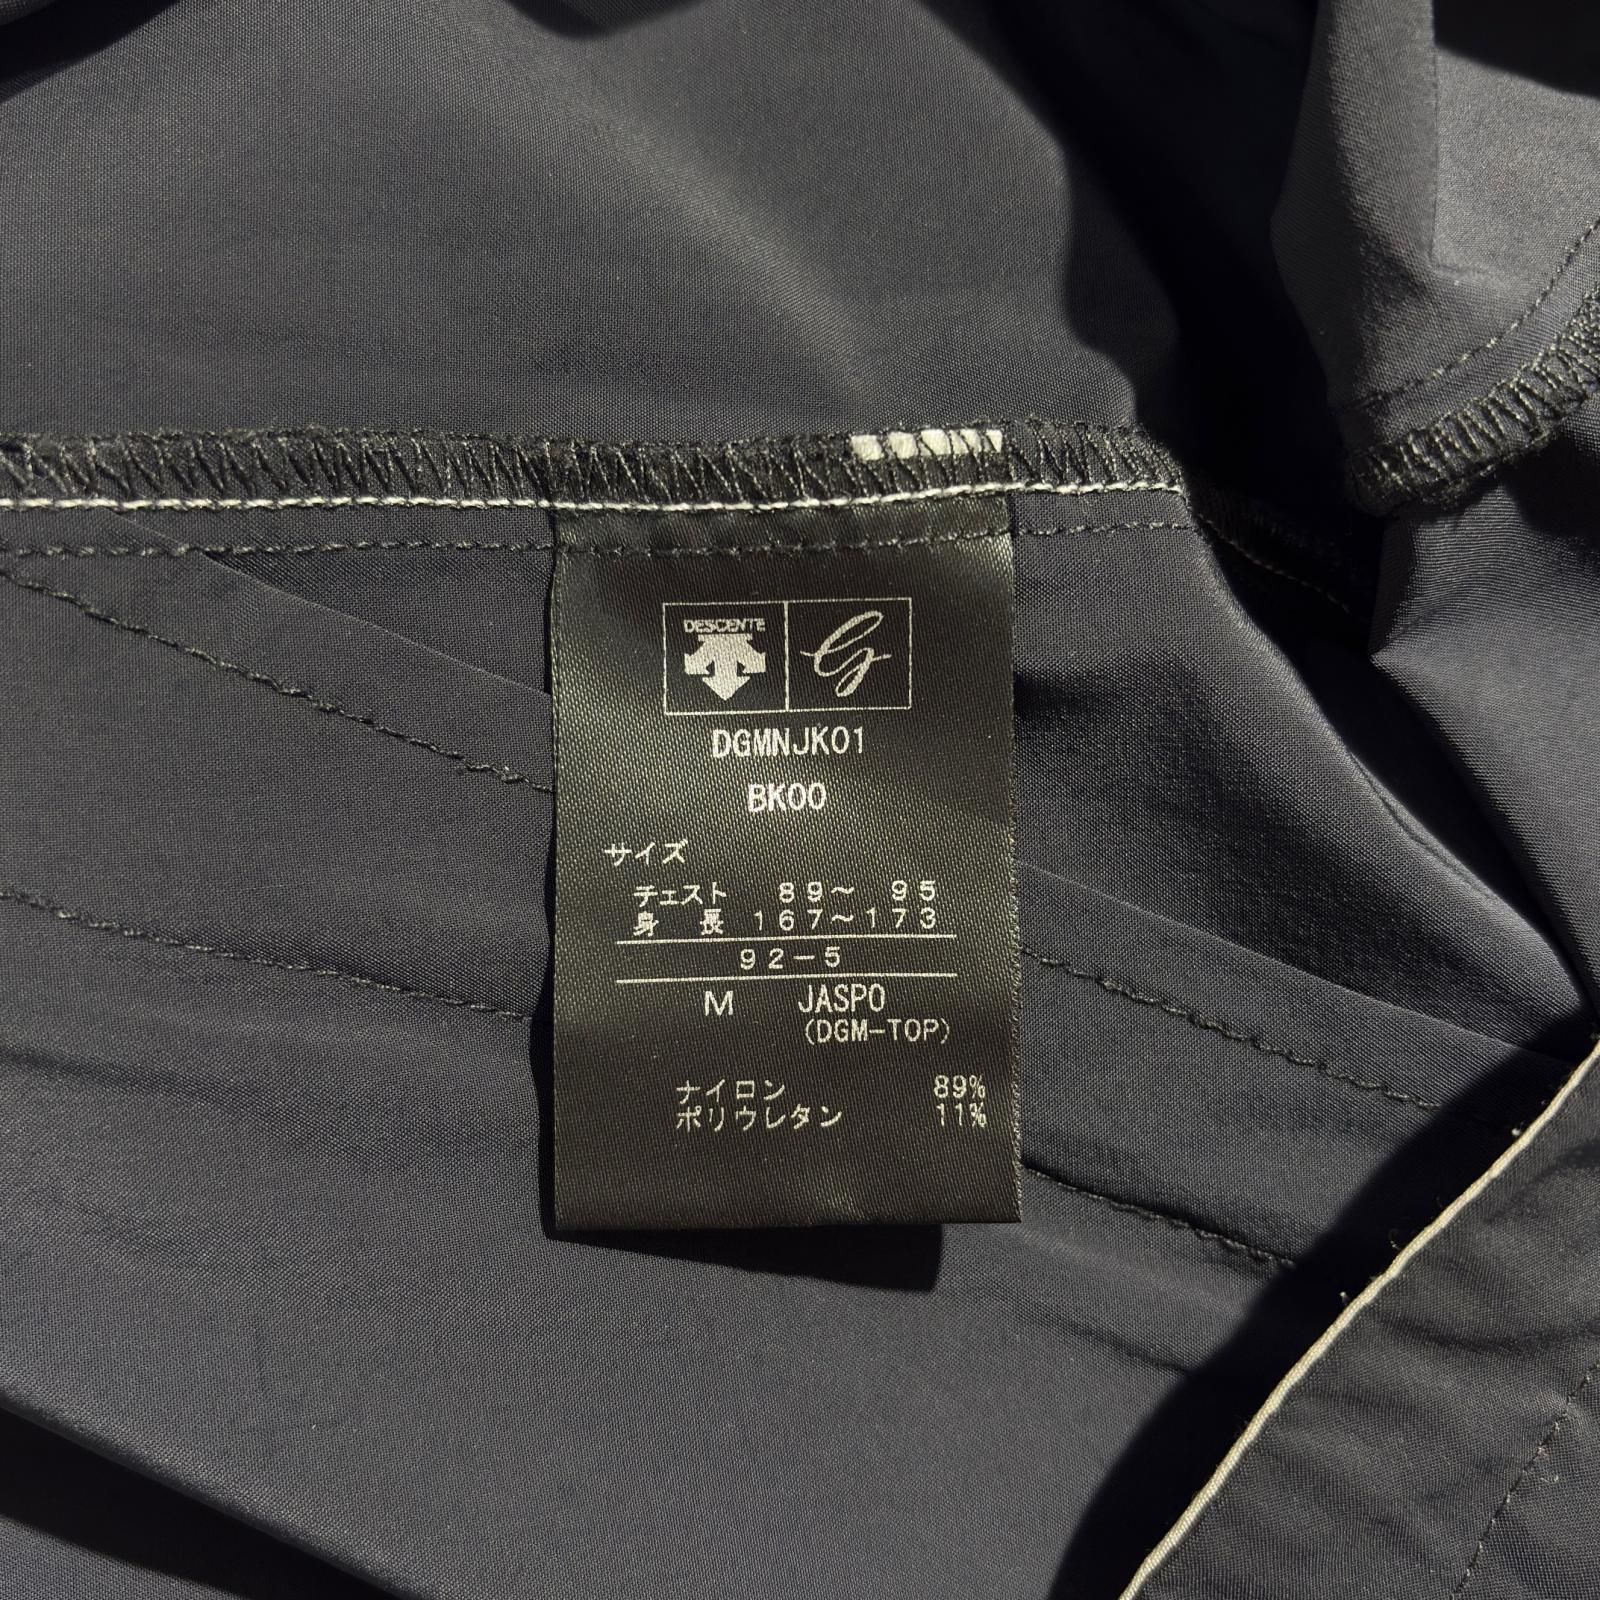 DESCENTE G
DGMNJK01
BK00
サイズ
チェスト 89～ 95
身 長 167～173
92-5
M JASPO
(DGM-TOP)
ナイロン 89%
ポリウレタン 11%